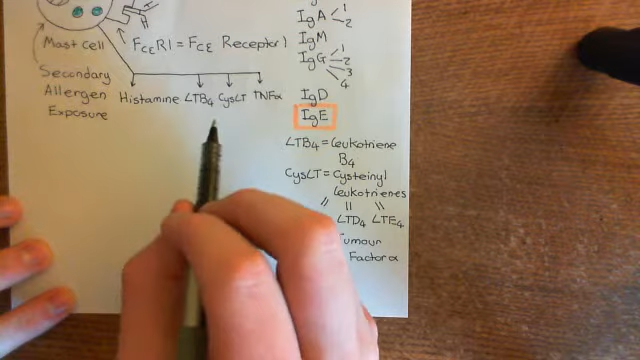 Mast Cell
FcεRI = Fcε Receptor I
Secondary
Allergen
Exposure
Histamine LTB4 CysLT TNFα
IgA 1
2
IgM
IgG 1
2
3
4
IgD
IgE
LTB4 = Leukotriene
B4
CysLT = Cysteinyl
Leukotrienes
LTD4 LTE4
Tumour
Factor α